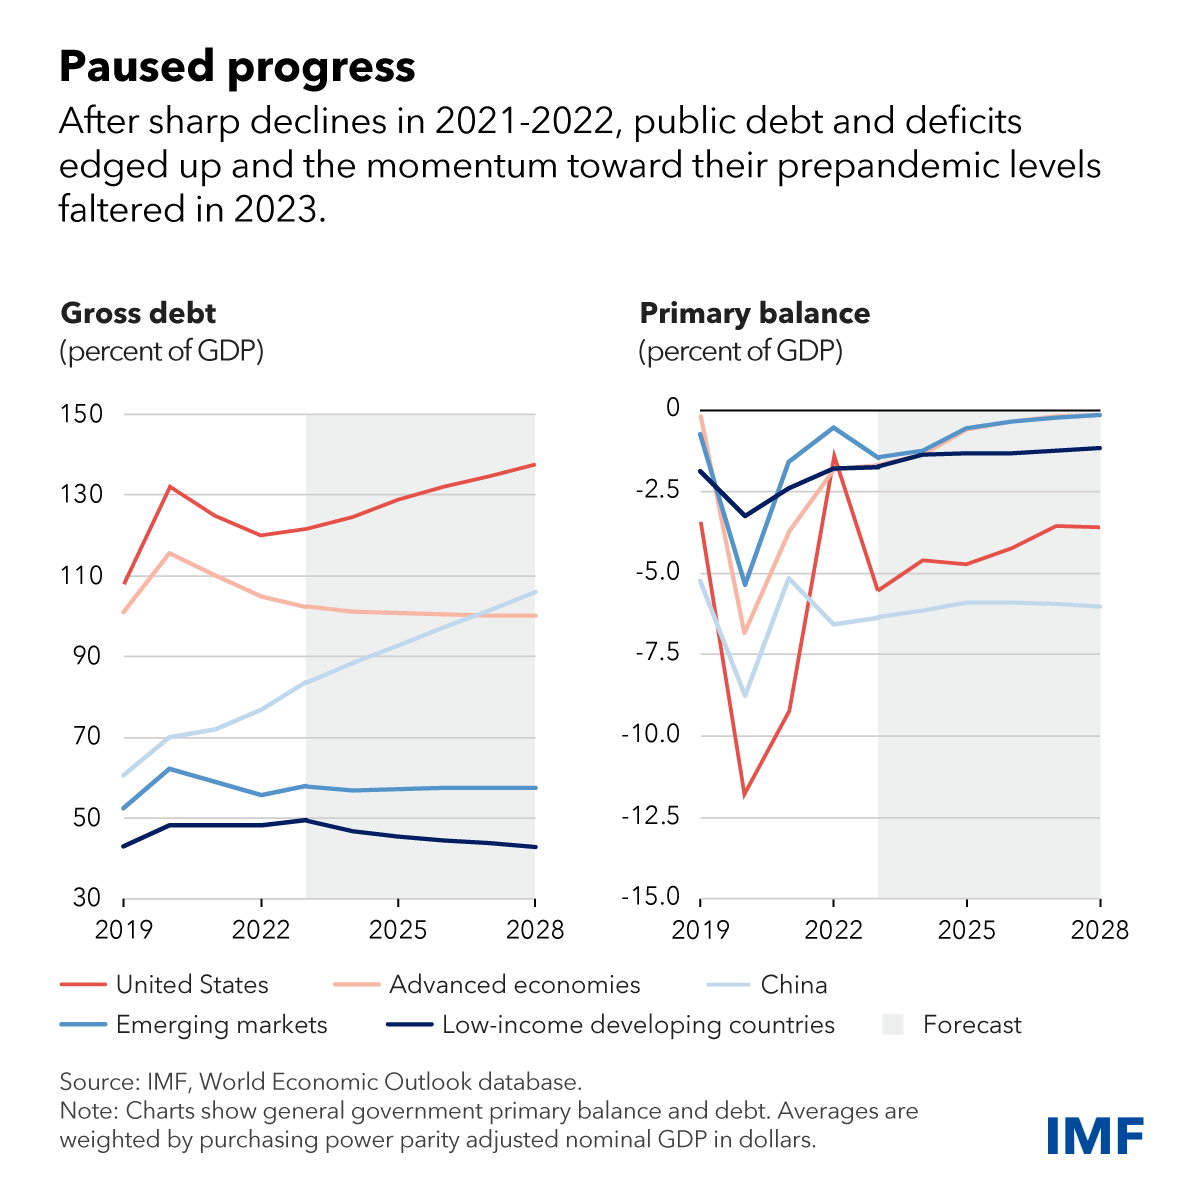 Paused progress
After sharp declines in 2021-2022, public debt and deficits
edged up and the momentum toward their prepandemic levels
faltered in 2023.
Gross debt
(percent of GDP)
150
130
110
90
70
50
30
2019 2022 2025 2028
Primary balance
(percent of GDP)
0
-2.5
-5.0
-7.5
-10.0
-12.5
-15.0
2019 2022 2025 2028
United States Advanced economies China
Emerging markets Low-income developing countries Forecast
Source: IMF, World Economic Outlook database.
Note: Charts show general government primary balance and debt. Averages are
weighted by purchasing power parity adjusted nominal GDP in dollars.
IMF